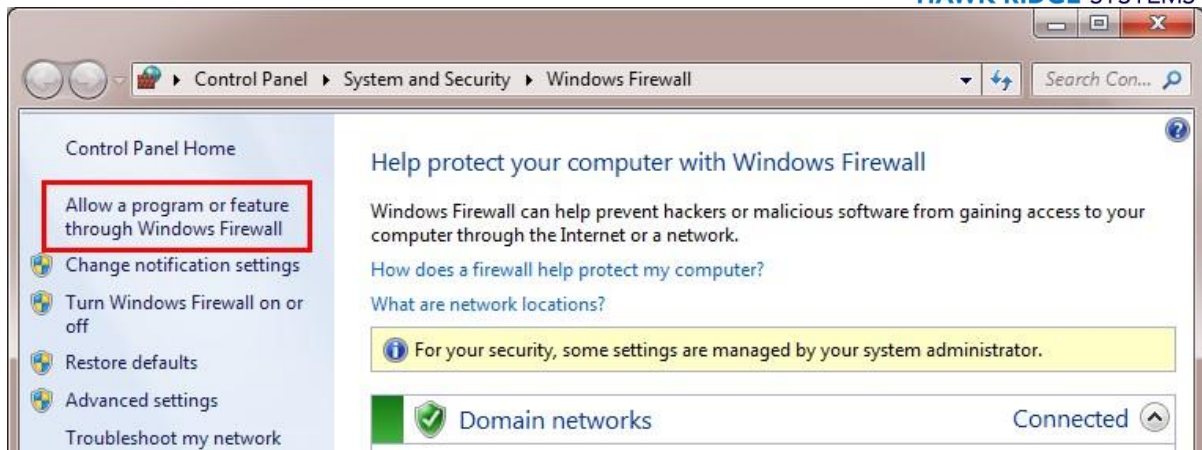 HAWK RIDGE SYSTEMS
Control Panel ▸ System and Security ▸ Windows Firewall
Search Con...
Control Panel Home
Allow a program or feature
through Windows Firewall
Change notification settings
Turn Windows Firewall on or
off
Restore defaults
Advanced settings
Troubleshoot my network
Help protect your computer with Windows Firewall
Windows Firewall can help prevent hackers or malicious software from gaining access to your
computer through the Internet or a network.
How does a firewall help protect my computer?
What are network locations?
For your security, some settings are managed by your system administrator.
Domain networks
Connected